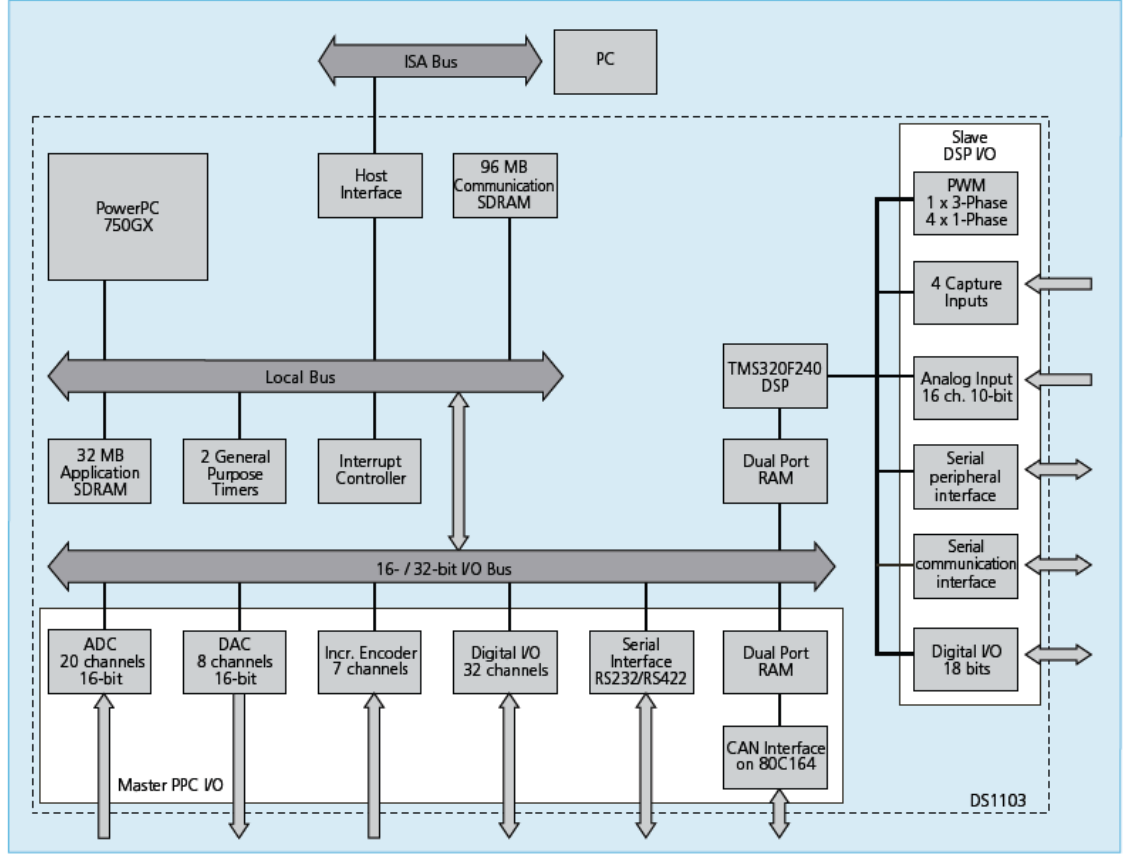 ISA Bus
PC
PowerPC
750GX
Host
Interface
96 MB
Communication
SDRAM
Slave
DSP I/O
PWM
1 x 3-Phase
4 x 1-Phase
4 Capture
Inputs
Analog Input
16 ch. 10-bit
Serial
peripheral
interface
Serial
communication
interface
Digital I/O
18 bits
TMS320F240
DSP
Dual Port
RAM
Local Bus
32 MB
Application
SDRAM
2 General
Purpose
Timers
Interrupt
Controller
16- / 32-bit I/O Bus
ADC
20 channels
16-bit
DAC
8 channels
16-bit
Incr. Encoder
7 channels
Digital I/O
32 channels
Serial
Interface
RS232/RS422
Dual Port
RAM
CAN Interface
on 80C164
Master PPC I/O
DS1103